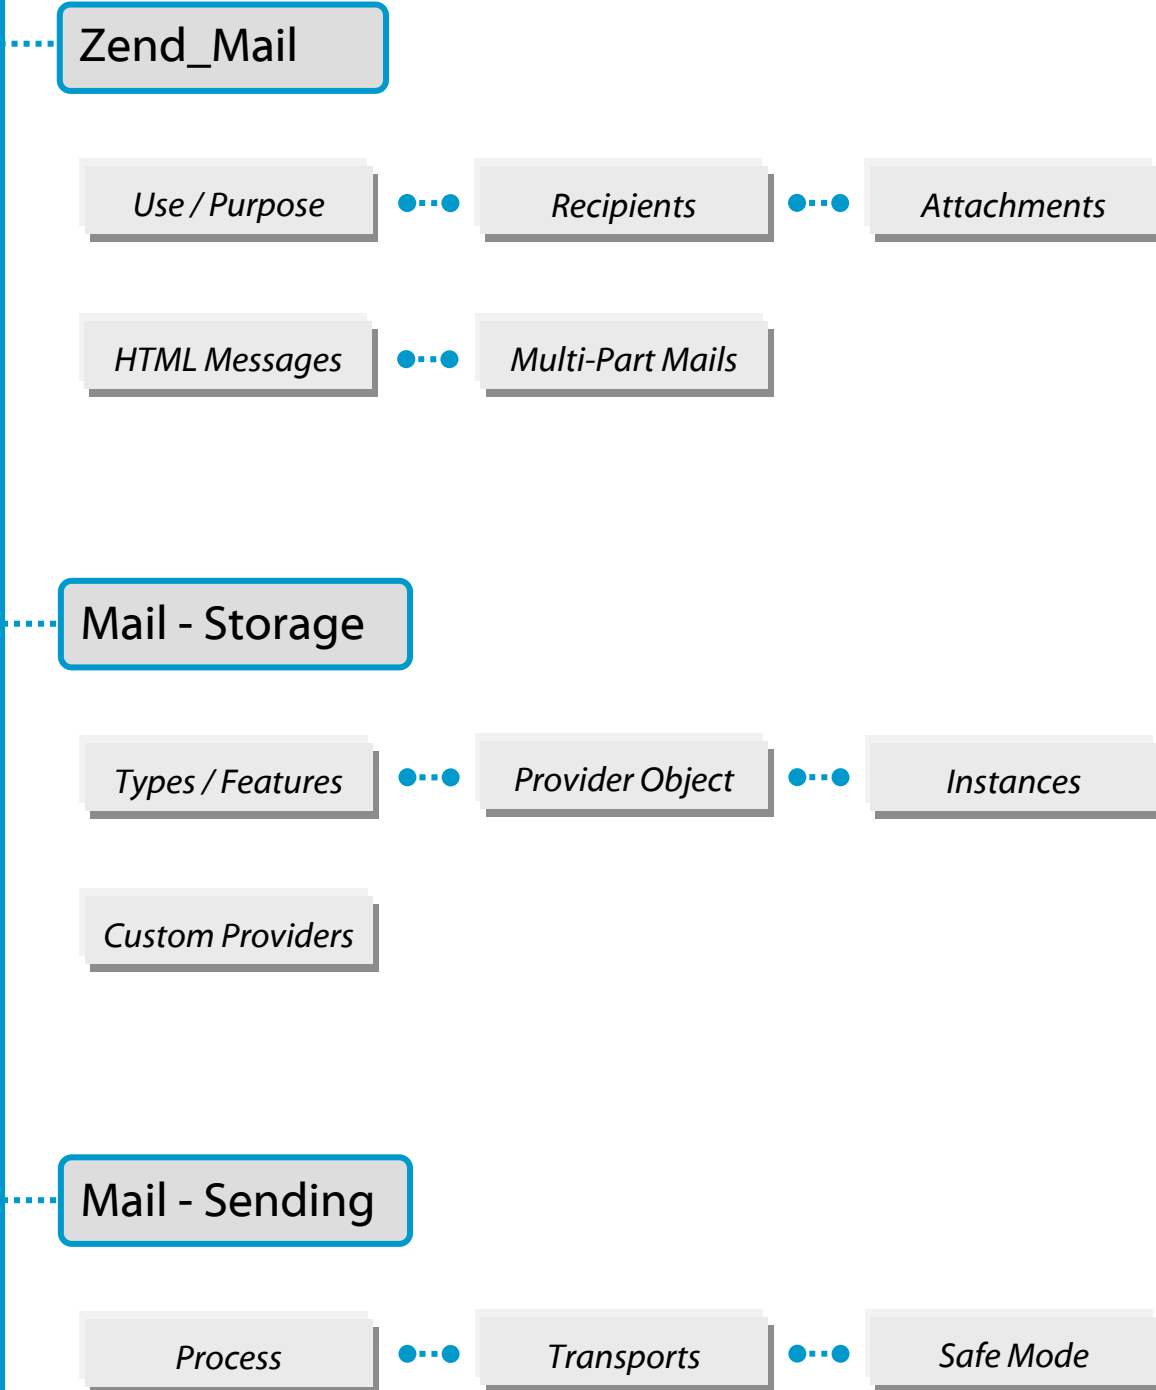 Zend_Mail
Use / Purpose
Recipients
Attachments
HTML Messages
Multi-Part Mails
Mail - Storage
Types / Features
Provider Object
Instances
Custom Providers
Mail - Sending
Process
Transports
Safe Mode